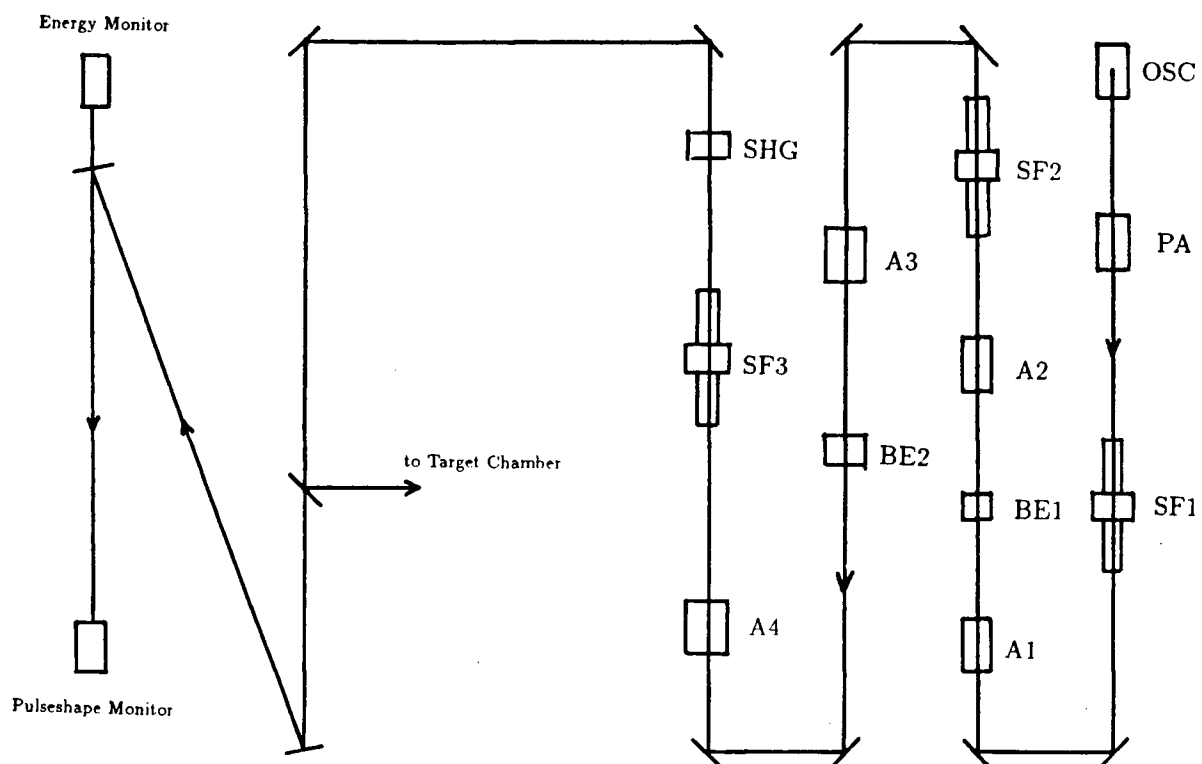 Energy Monitor
OSC
SHG
SF2
PA
A3
SF3
A2
to Target Chamber
BE2
BE1
SF1
A4
A1
Pulseshape Monitor